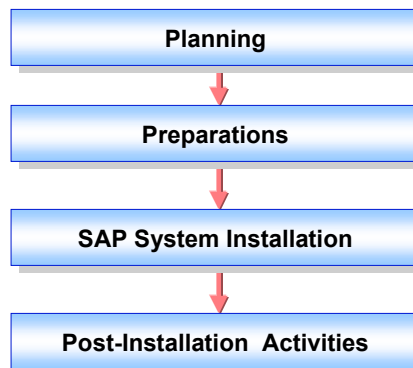 Planning
Preparations
SAP System Installation
Post-Installation Activities